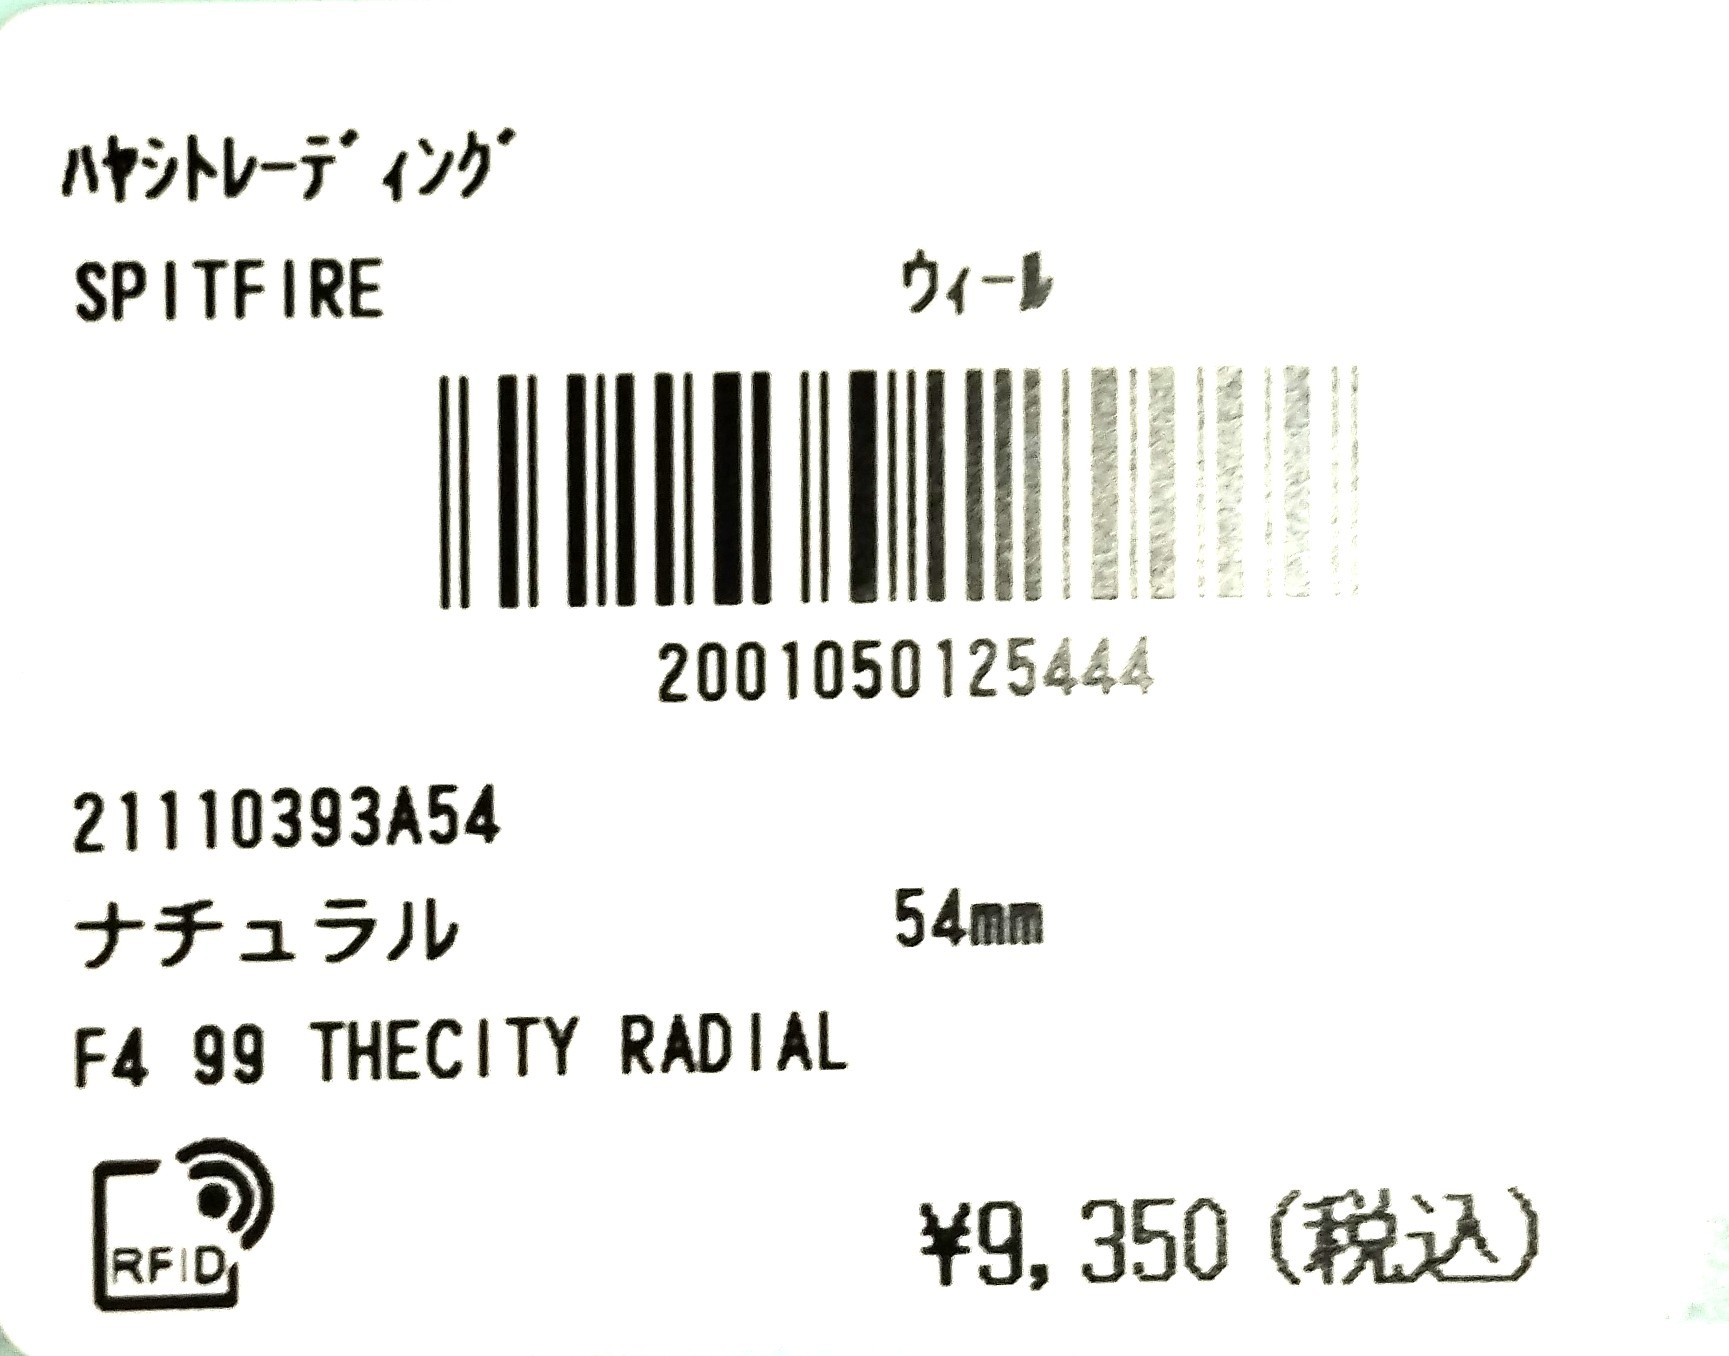 ﾊﾔｼﾄﾚｰﾃﾞｨﾝｸﾞ
SPITFIRE ｳｨｰﾙ
2001050125444
21110393A54
ナチュラル 54mm
F4 99 THECITY RADIAL
RFID
¥9,350(税込)